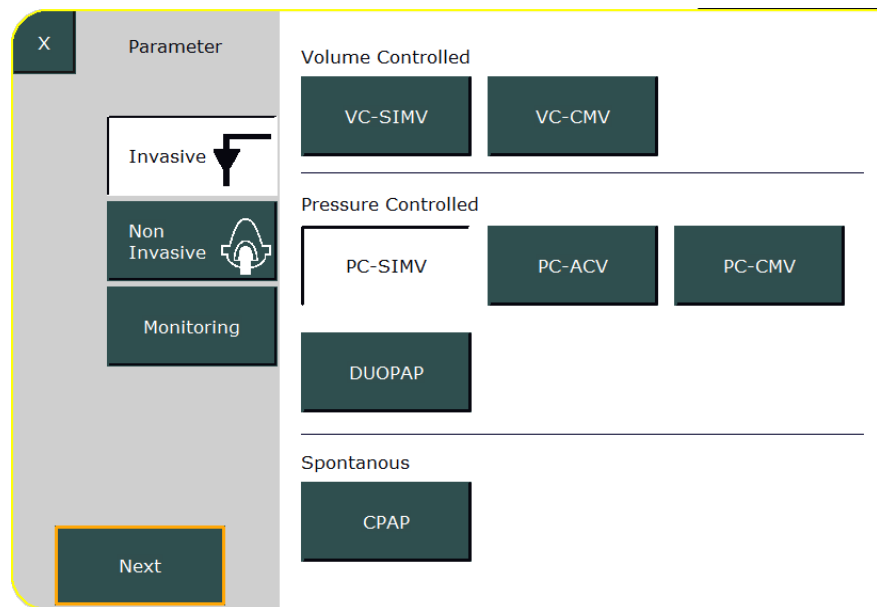 X
Parameter
Invasive
Non
Invasive
Monitoring
Next
Volume Controlled
VC-SIMV
VC-CMV
Pressure Controlled
PC-SIMV
PC-ACV
PC-CMV
DUOPAP
Spontanous
CPAP